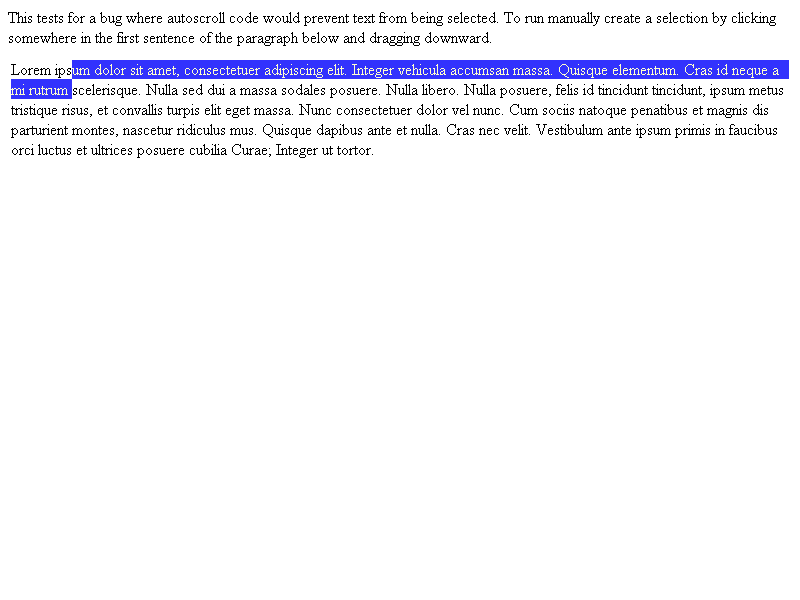 This tests for a bug where autoscroll code would prevent text from being selected. To run manually create a selection by clicking
somewhere in the first sentence of the paragraph below and dragging downward.
Lorem ipsum dolor sit amet, consectetuer adipiscing elit. Integer vehicula accumsan massa. Quisque elementum. Cras id neque a
mi rutrum scelerisque. Nulla sed dui a massa sodales posuere. Nulla libero. Nulla posuere, felis id tincidunt tincidunt, ipsum metus
tristique risus, et convallis turpis elit eget massa. Nunc consectetuer dolor vel nunc. Cum sociis natoque penatibus et magnis dis
parturient montes, nascetur ridiculus mus. Quisque dapibus ante et nulla. Cras nec velit. Vestibulum ante ipsum primis in faucibus
orci luctus et ultrices posuere cubilia Curae; Integer ut tortor.